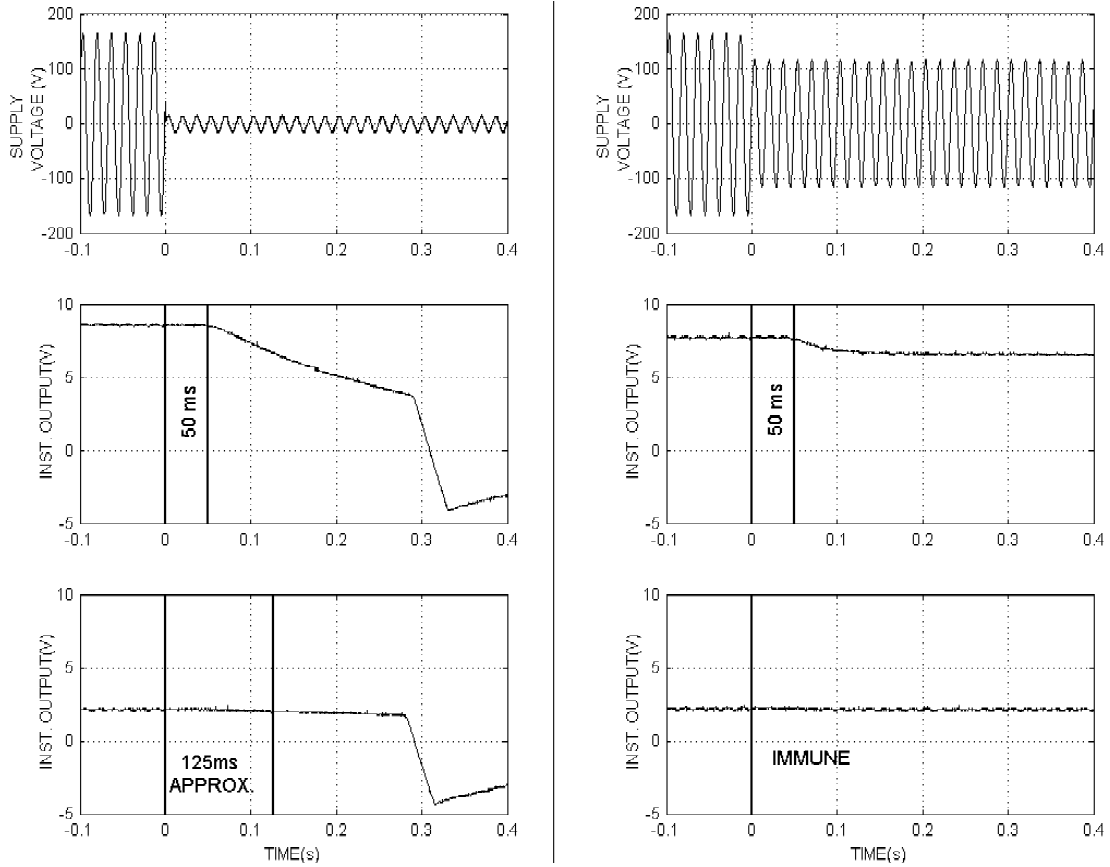 200
100
0
-100
-200
SUPPLY
VOLTAGE (V)
-0.1 0 0.1 0.2 0.3 0.4
10
5
0
-5
INST. OUTPUT(V)
50 ms
-0.1 0 0.1 0.2 0.3 0.4
10
5
0
-5
INST. OUTPUT(V)
125ms
APPROX.
-0.1 0 0.1 0.2 0.3 0.4
TIME(s)
200
100
0
-100
-200
SUPPLY
VOLTAGE (V)
-0.1 0 0.1 0.2 0.3 0.4
10
5
0
-5
INST. OUTPUT(V)
50 ms
-0.1 0 0.1 0.2 0.3 0.4
10
5
0
-5
INST. OUTPUT(V)
IMMUNE
-0.1 0 0.1 0.2 0.3 0.4
TIME(s)